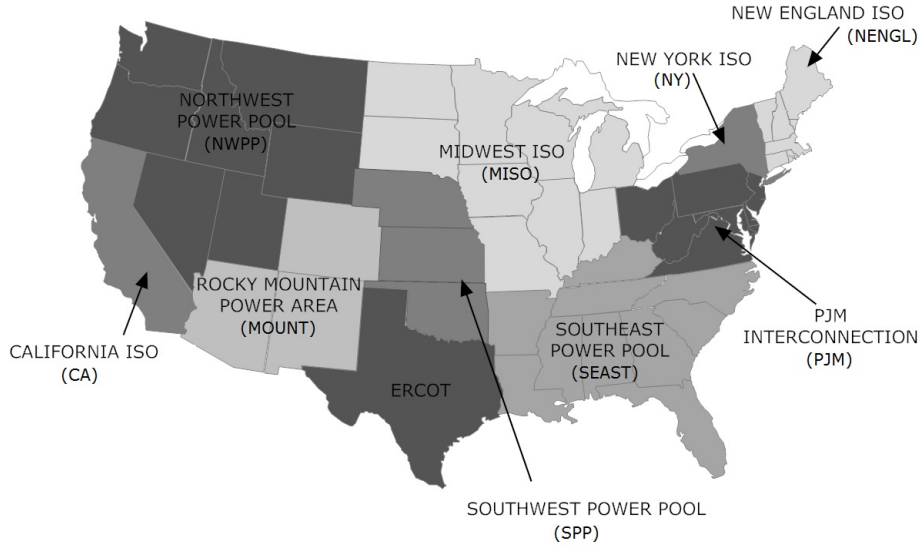 NEW ENGLAND ISO
(NENGL)
NEW YORK ISO
(NY)
NORTHWEST
POWER POOL
(NWPP)
MIDWEST ISO
(MISO)
ROCKY MOUNTAIN
POWER AREA
(MOUNT)
SOUTHEAST
POWER POOL
(SEAST)
PJM
INTERCONNECTION
(PJM)
CALIFORNIA ISO
(CA)
ERCOT
SOUTHWEST POWER POOL
(SPP)